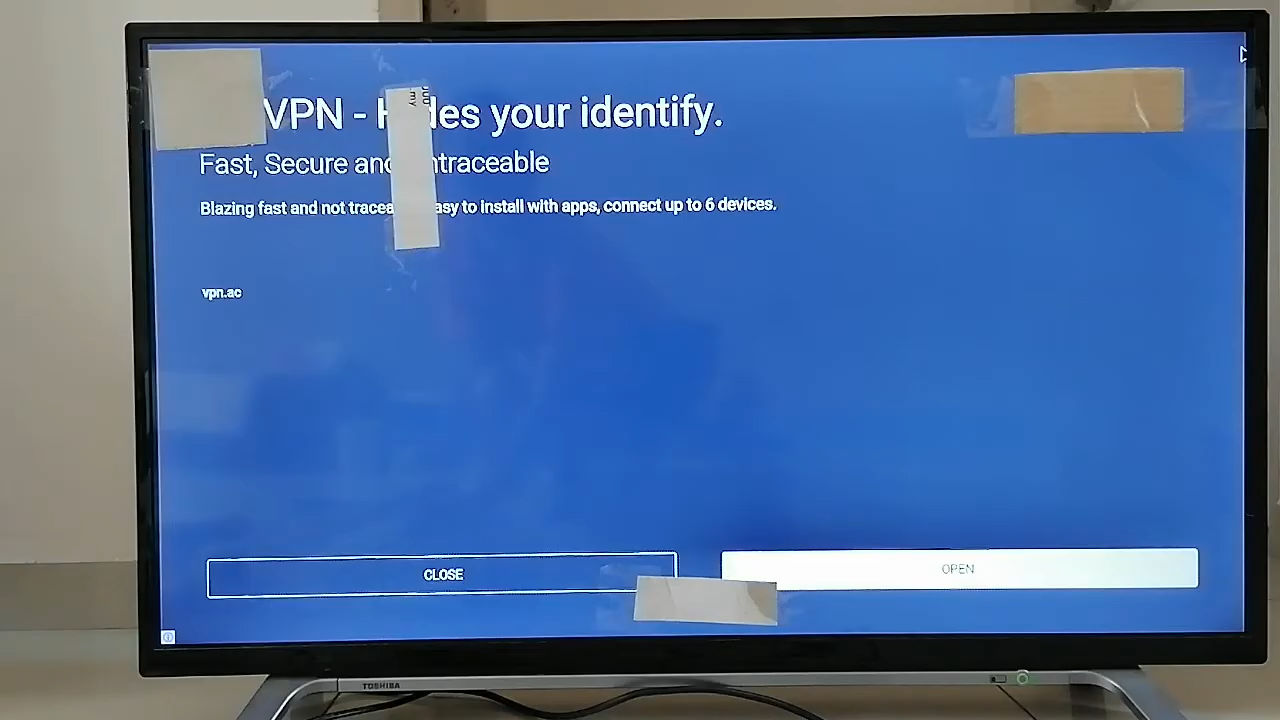 VPN - H des your identify.
Fast, Secure and ntraceable
Blazing fast and not tracea asy to install with apps, connect up to 6 devices.
vpn.ac
CLOSE
OPEN
TOSHIBA